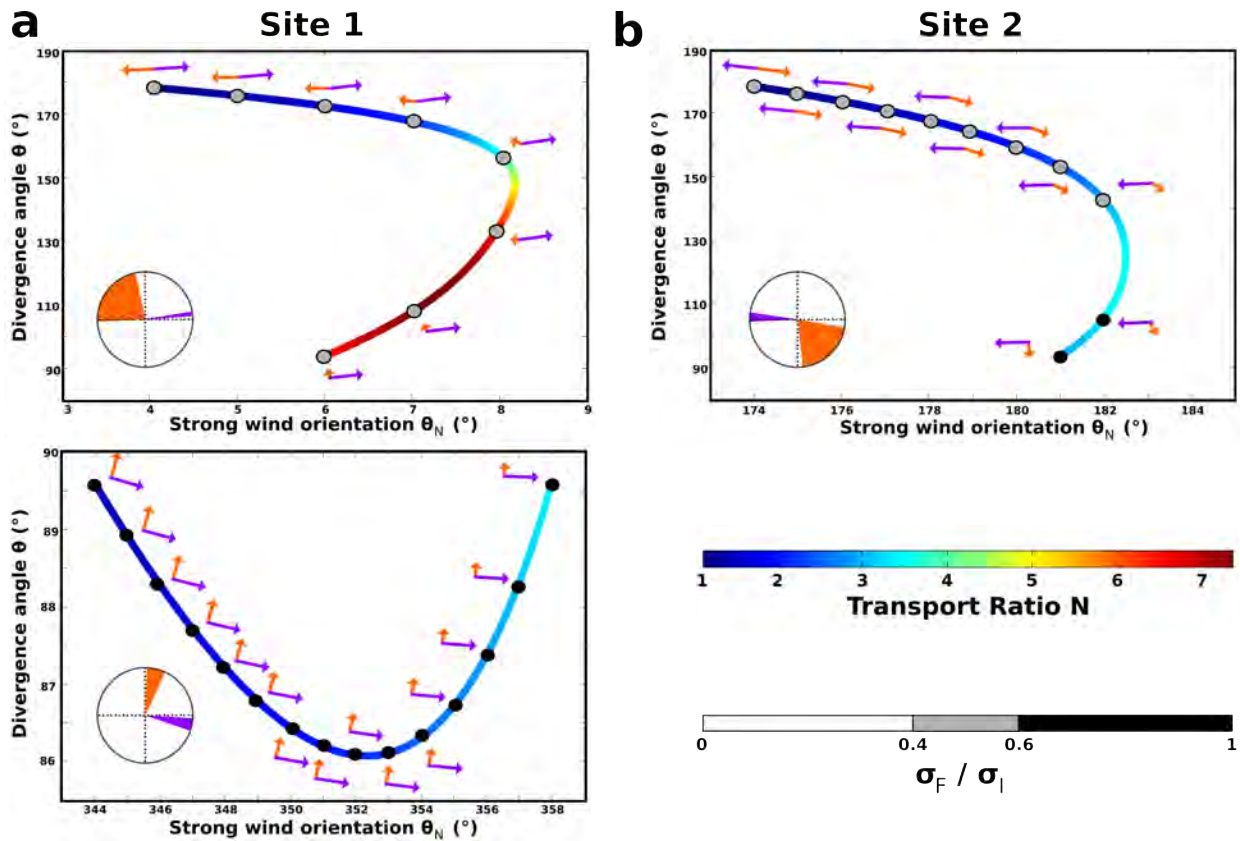 a
Site 1
b
Site 2
190
170
150
130
110
90
Divergence angle θ (°)
3 4 5 6 7 8 9
Strong wind orientation θN (°)
190
170
150
130
110
90
Divergence angle θ (°)
174 176 178 180 182 184
Strong wind orientation θN (°)
90
89
88
87
86
Divergence angle θ (°)
344 346 348 350 352 354 356 358
Strong wind orientation θN (°)
1 2 3 4 5 6 7
Transport Ratio N
0 0.4 0.6 1
σF / σI